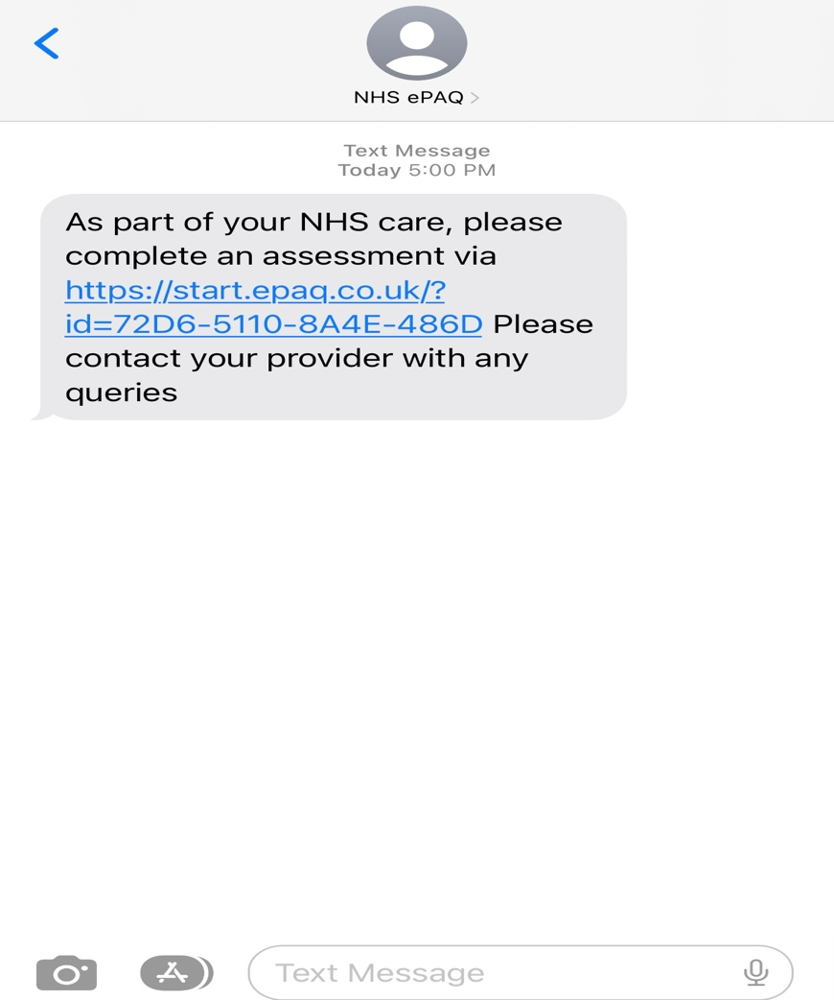 NHS ePAQ >
Text Message
Today 5:00 PM
As part of your NHS care, please
complete an assessment via
https://start.epaq.co.uk/?
id=72D6-5110-8A4E-486D Please
contact your provider with any
queries
Text Message